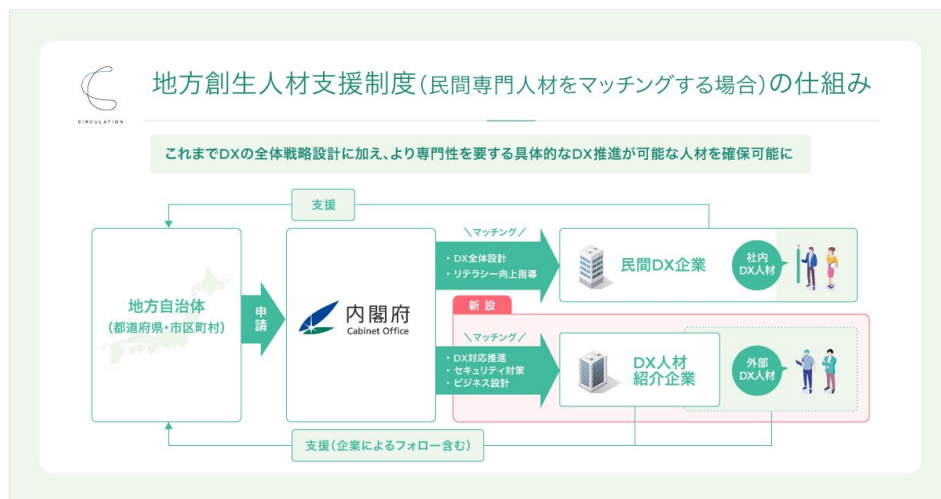 地方創生人材支援制度(民間専門人材をマッチングする場合)の仕組み
CIRCULATION
これまでDXの全体戦略設計に加え、より専門性を要する具体的なDX推進が可能な人材を確保可能に
支援
地方自治体
(都道府県・市区町村)
申請
内閣府
Cabinet Office
＼マッチング／
・DX全体設計
・リテラシー向上指導
民間DX企業
社内
DX人材
新設
＼マッチング／
・DX対応推進
・セキュリティ対策
・ビジネス設計
DX人材
紹介企業
外部
DX人材
支援(企業によるフォロー含む)